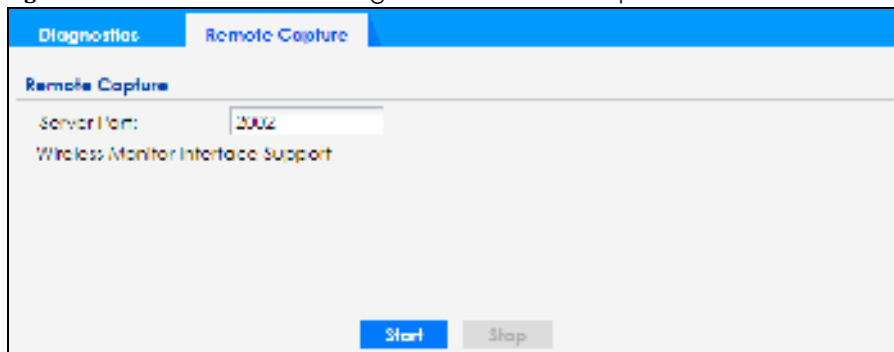 Diagnostics Remote Capture
Remote Capture
Server Port: 2002
Wireless Monitor Interface Support
Start Stop